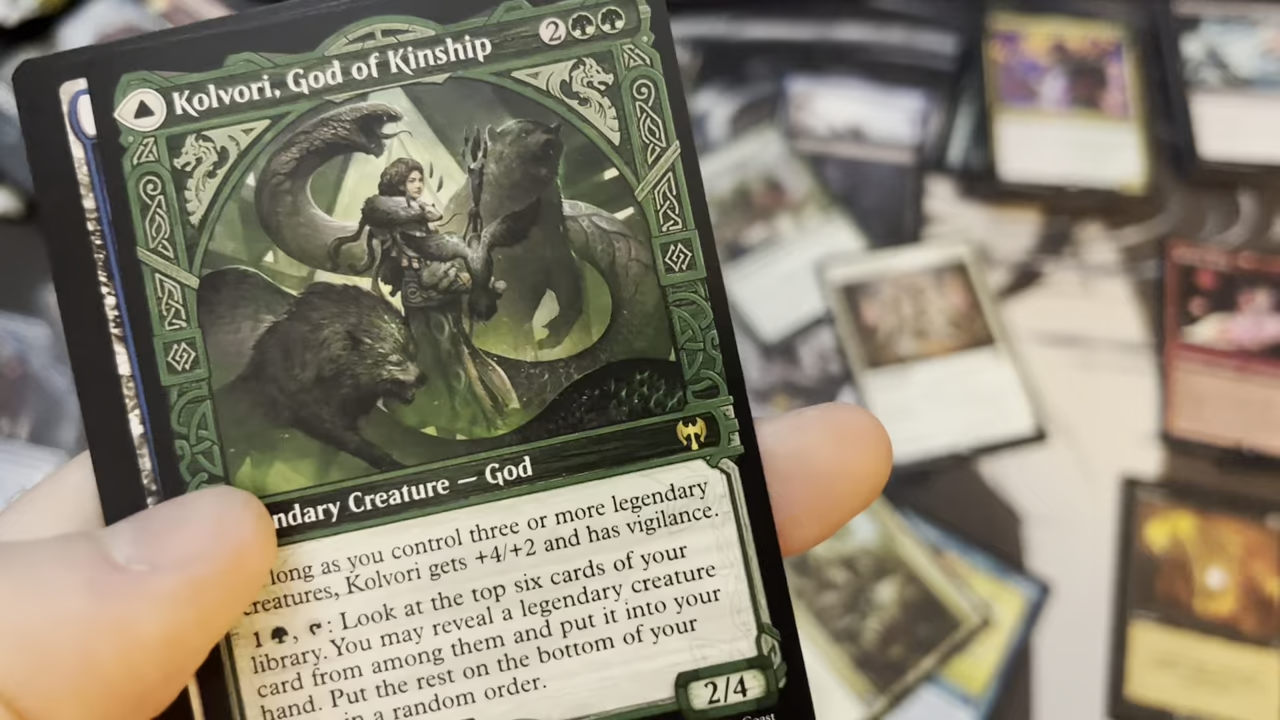 Kolvori, God of Kinship
2
ndary Creature — God
long as you control three or more legendary
creatures, Kolvori gets +4/+2 and has vigilance.
1 , : Look at the top six cards of your
library. You may reveal a legendary creature
card from among them and put it into your
hand. Put the rest on the bottom of your
in a random order.
2/4
Coast